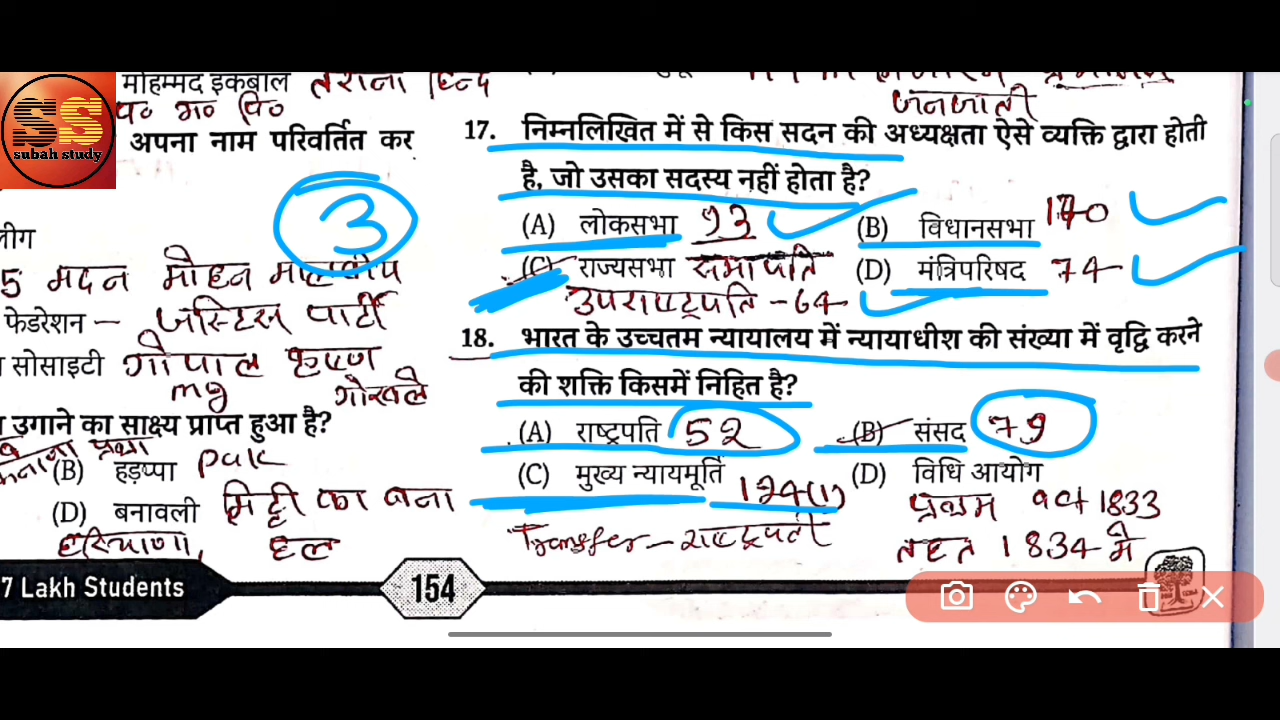 मोहम्मद इकबाल तराना हिन्द
SS
subah study
अपना नाम परिवर्तित कर
3
लीग
5 मदन मोहन मालवीय
फेडरेशन – जस्टिस पार्टी
सोसाइटी गोपाल कृष्ण
गोखले
उगाने का साक्ष्य प्राप्त हुआ है?
(B) हड़प्पा pak
(D) बनावली मिट्टी का बना
हरियाणा, हल
7 Lakh Students
154
जनजाती
17. निम्नलिखित में से किस सदन की अध्यक्षता ऐसे व्यक्ति द्वारा होती
है, जो उसका सदस्य नहीं होता है?
(A) लोकसभा 93 (B) विधानसभा 170
(C) राज्यसभा सभापति (D) मंत्रिपरिषद 74
उपराष्ट्रपति – 64
18. भारत के उच्चतम न्यायालय में न्यायाधीश की संख्या में वृद्धि करने
की शक्ति किसमें निहित है?
(A) राष्ट्रपति 52 (B) संसद 79
(C) मुख्य न्यायमूर्ति 124(1) (D) विधि आयोग
Transfer – राष्ट्रपती प्रथम act 1833
तहत 1834 मे